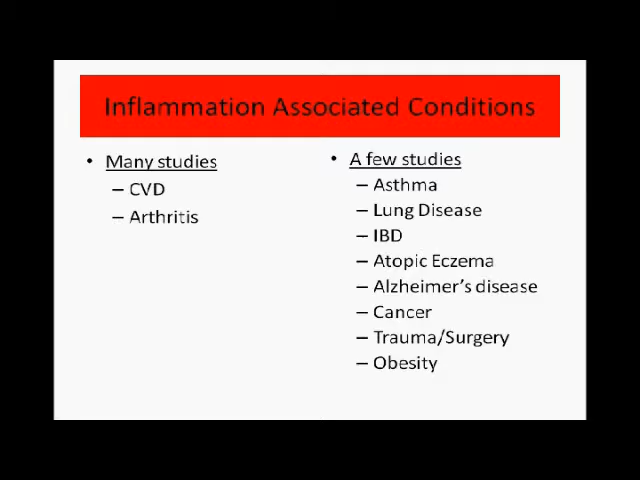 Inflammation Associated Conditions
• Many studies
– CVD
– Arthritis
• A few studies
– Asthma
– Lung Disease
– IBD
– Atopic Eczema
– Alzheimer's disease
– Cancer
– Trauma/Surgery
– Obesity